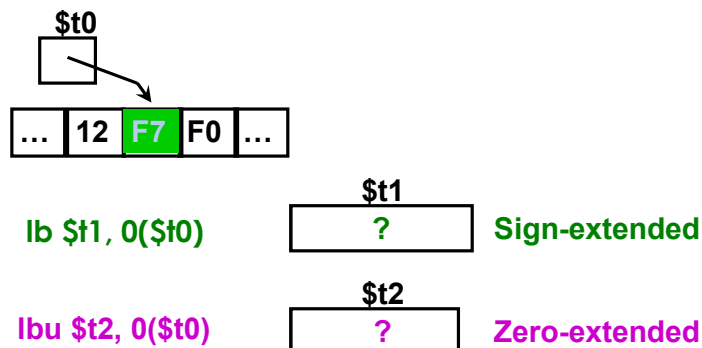 $t0
... 12 F7 F0 ...
$t1
lb $t1, 0($t0) ? Sign-extended
$t2
lbu $t2, 0($t0) ? Zero-extended